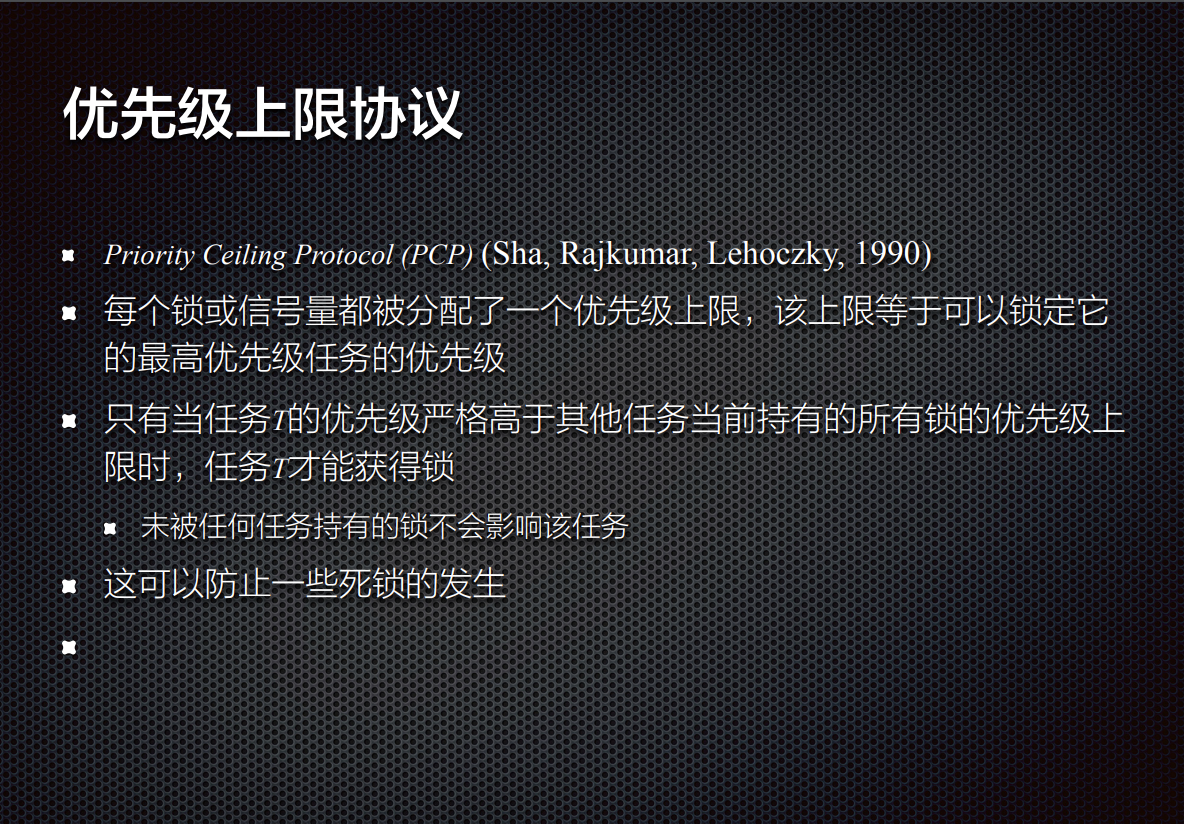 优先级上限协议
Priority Ceiling Protocol (PCP) (Sha, Rajkumar, Lehoczky, 1990)
每个锁或信号量都被分配了一个优先级上限，该上限等于可以锁定它
的最高优先级任务的优先级
只有当任务T的优先级严格高于其他任务当前持有的所有锁的优先级上
限时，任务T才能获得锁
未被任何任务持有的锁不会影响该任务
这可以防止一些死锁的发生